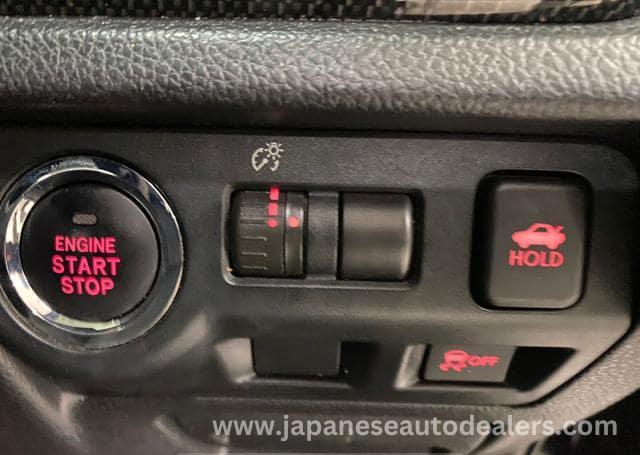 ENGINE
START
STOP
HOLD
OFF
www.japaneseautodealers.com